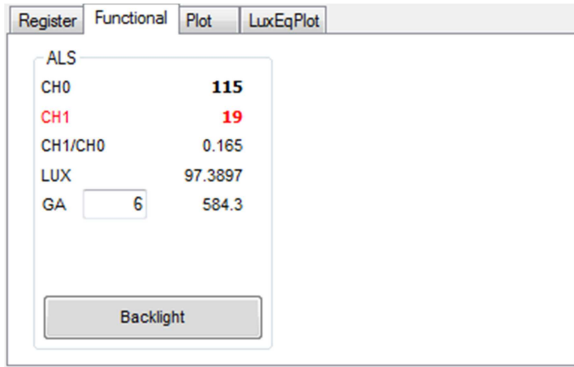 Register Functional Plot LuxEqPlot
ALS
CH0 115
CH1 19
CH1/CH0 0.165
LUX 97.3897
GA 6 584.3
Backlight